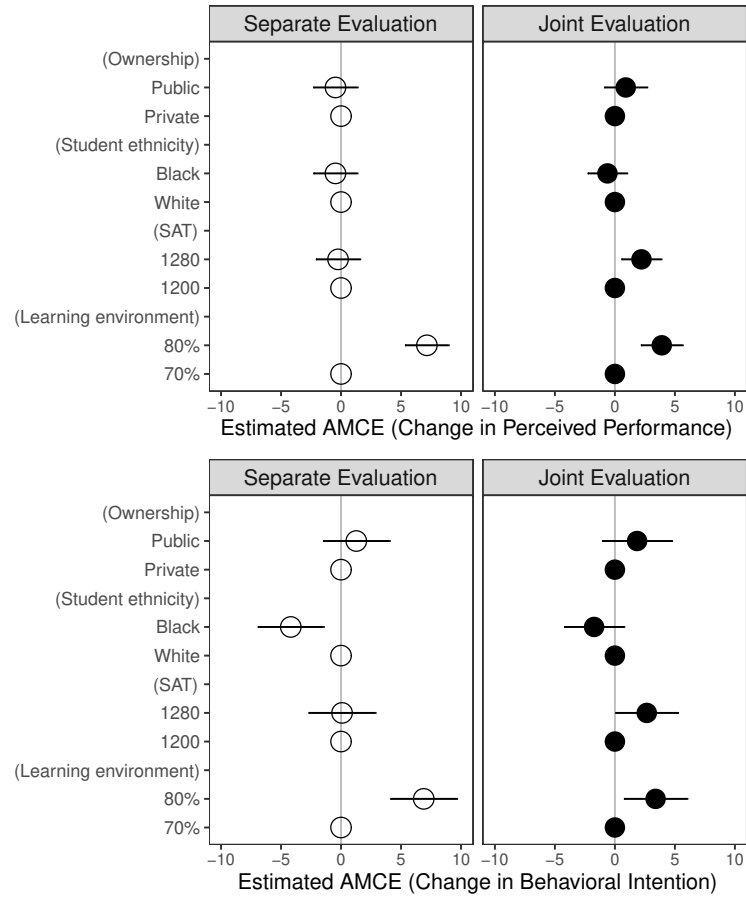 Separate Evaluation Joint Evaluation
(Ownership)
Public
Private
(Student ethnicity)
Black
White
(SAT)
1280
1200
(Learning environment)
80%
70%
−10 −5 0 5 10 −10 −5 0 5 10
Estimated AMCE (Change in Perceived Performance)
Separate Evaluation Joint Evaluation
(Ownership)
Public
Private
(Student ethnicity)
Black
White
(SAT)
1280
1200
(Learning environment)
80%
70%
−10 −5 0 5 10 −10 −5 0 5 10
Estimated AMCE (Change in Behavioral Intention)